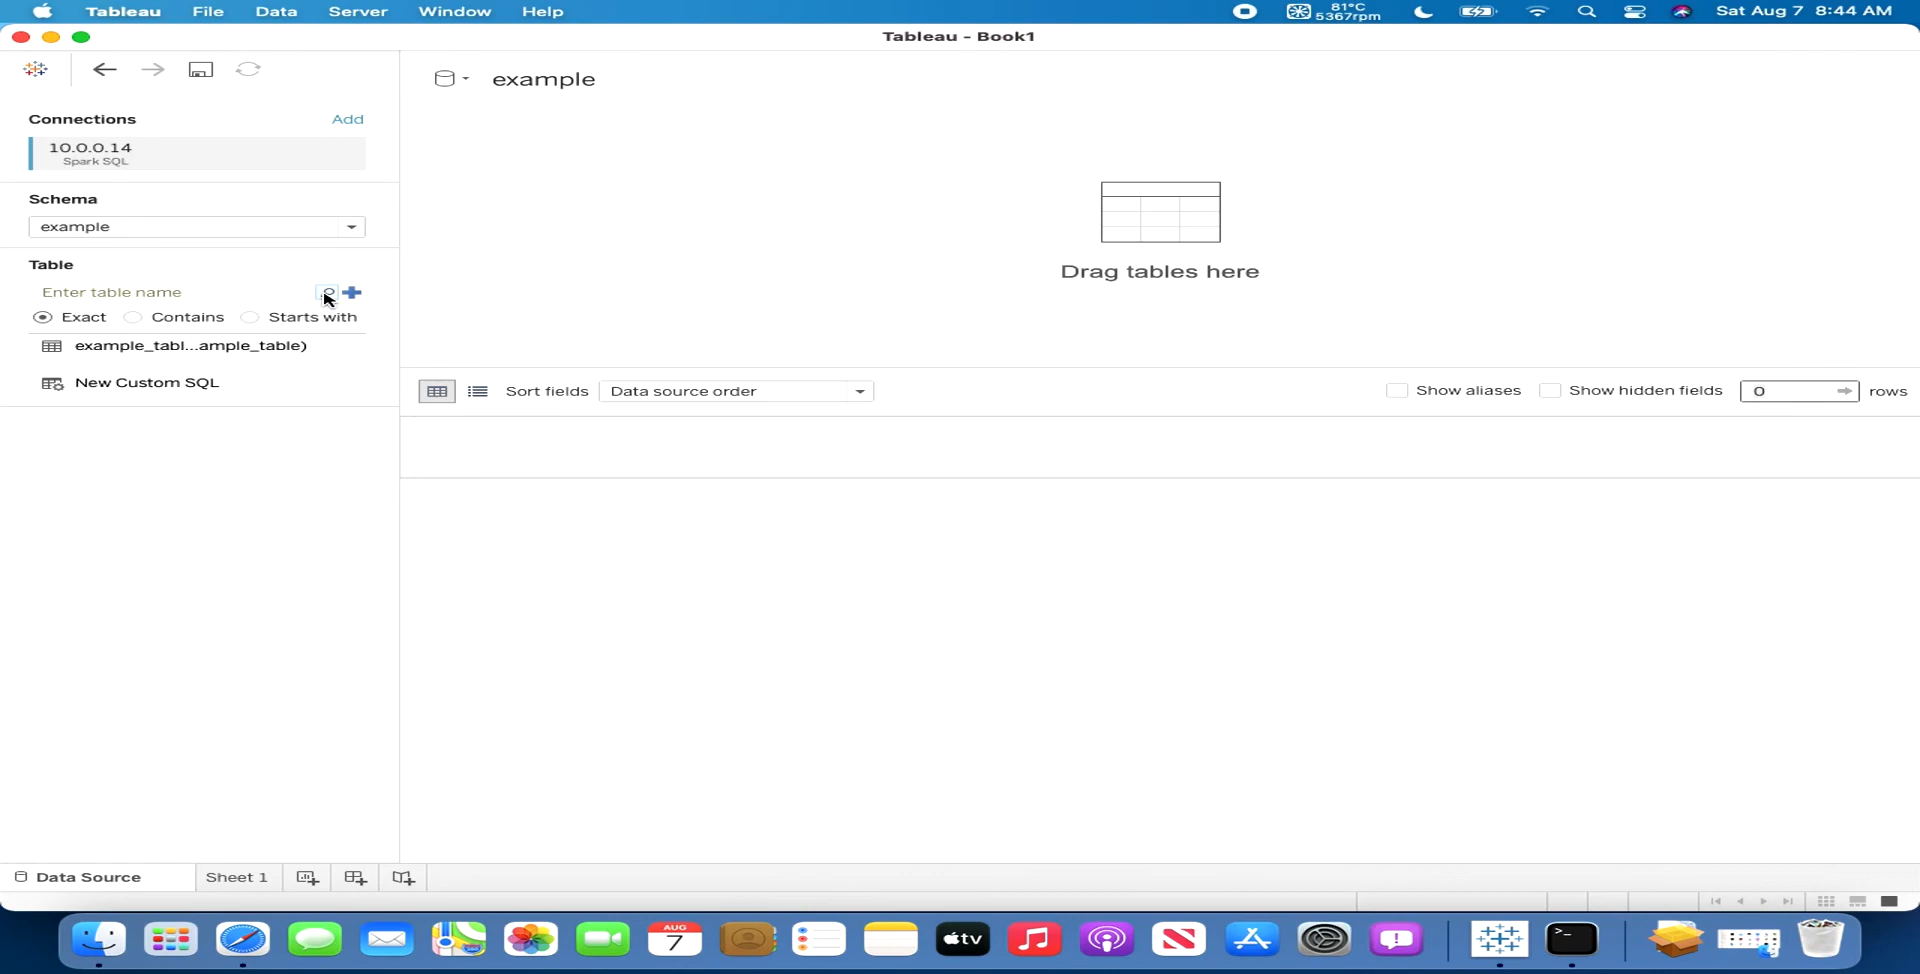 Tableau File Data Server Window Help 81°C 5367rpm Sat Aug 7 8:44 AM
Tableau - Book1
example
Connections Add
10.0.0.14
Spark SQL
Schema
example
Table
Enter table name
Exact Contains Starts with
example_tabl...ample_table)
New Custom SQL
Drag tables here
Sort fields Data source order Show aliases Show hidden fields 0 rows
Data Source Sheet 1
AUG
7
tv
>_